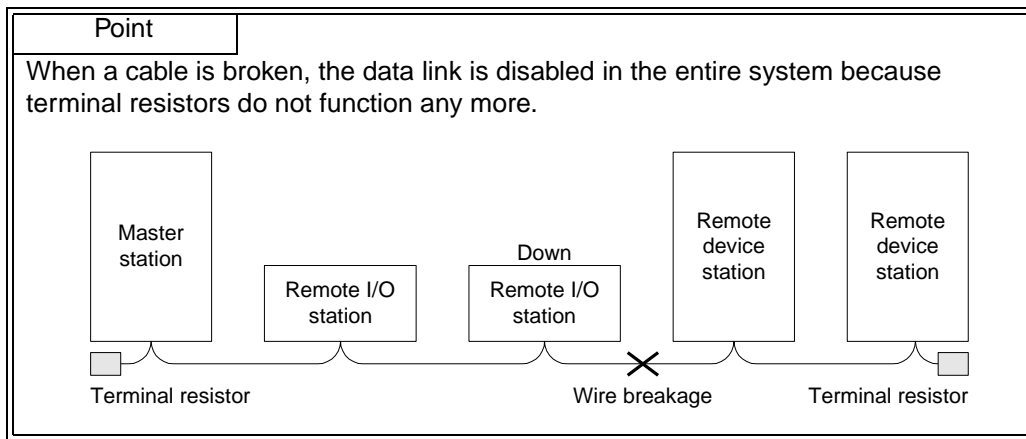 Point
When a cable is broken, the data link is disabled in the entire system because
terminal resistors do not function any more.
Master
station
Remote I/O
station
Down
Remote I/O
station
Remote
device
station
Remote
device
station
Terminal resistor
Wire breakage
Terminal resistor